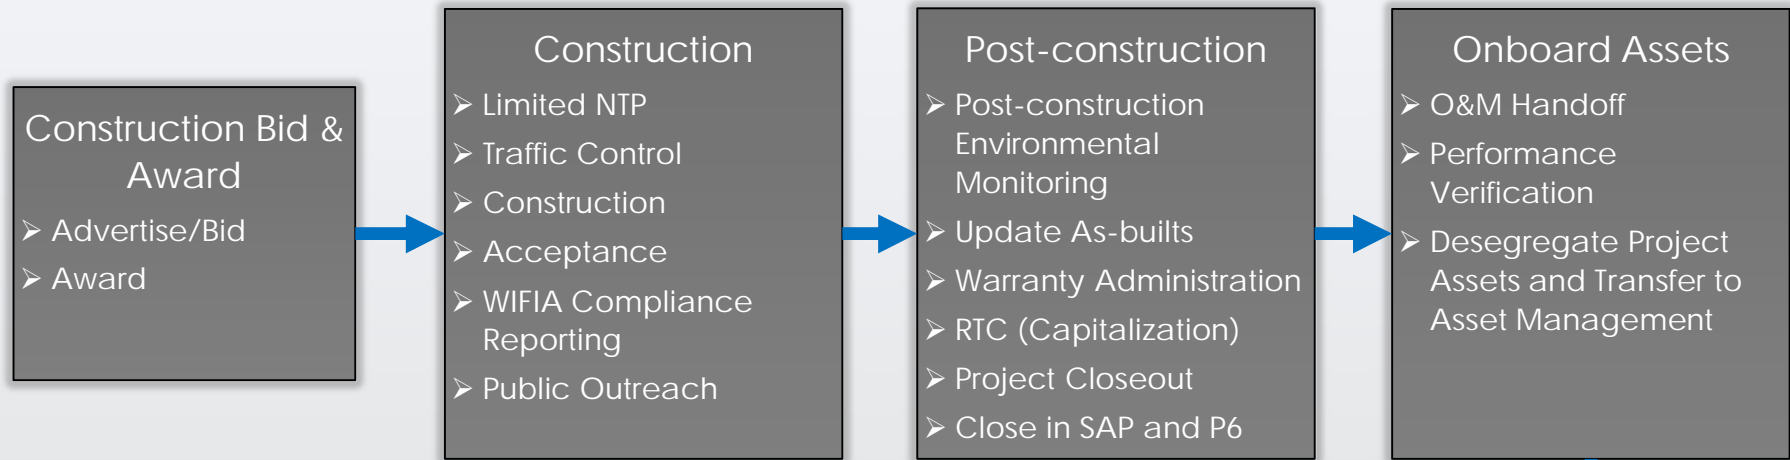 Construction Bid &
Award
➢ Advertise/Bid
➢ Award
Construction
➢ Limited NTP
➢ Traffic Control
➢ Construction
➢ Acceptance
➢ WIFIA Compliance
Reporting
➢ Public Outreach
Post-construction
➢ Post-construction
Environmental
Monitoring
➢ Update As-builts
➢ Warranty Administration
➢ RTC (Capitalization)
➢ Project Closeout
➢ Close in SAP and P6
Onboard Assets
➢ O&M Handoff
➢ Performance
Verification
➢ Desegregate Project
Assets and Transfer to
Asset Management